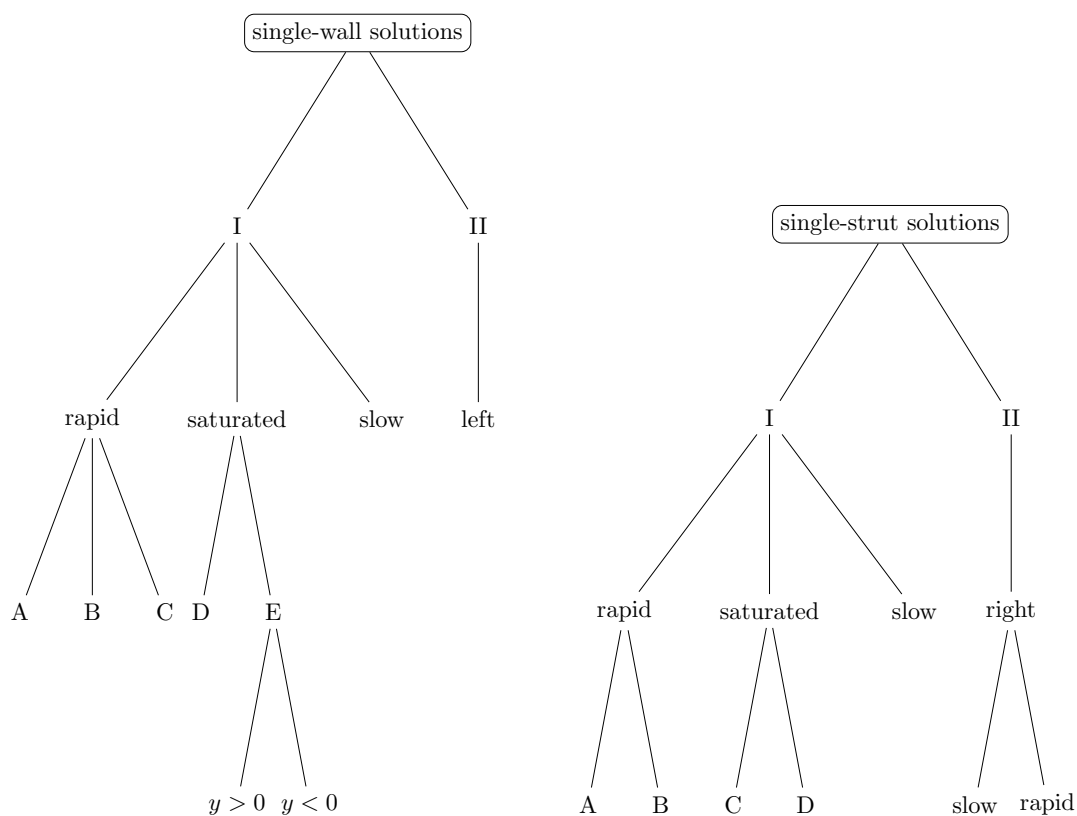 single-wall solutions
I
II
rapid
saturated
slow
left
A
B
C
D
E
y > 0
y < 0
single-strut solutions
I
II
rapid
saturated
slow
right
A
B
C
D
slow
rapid